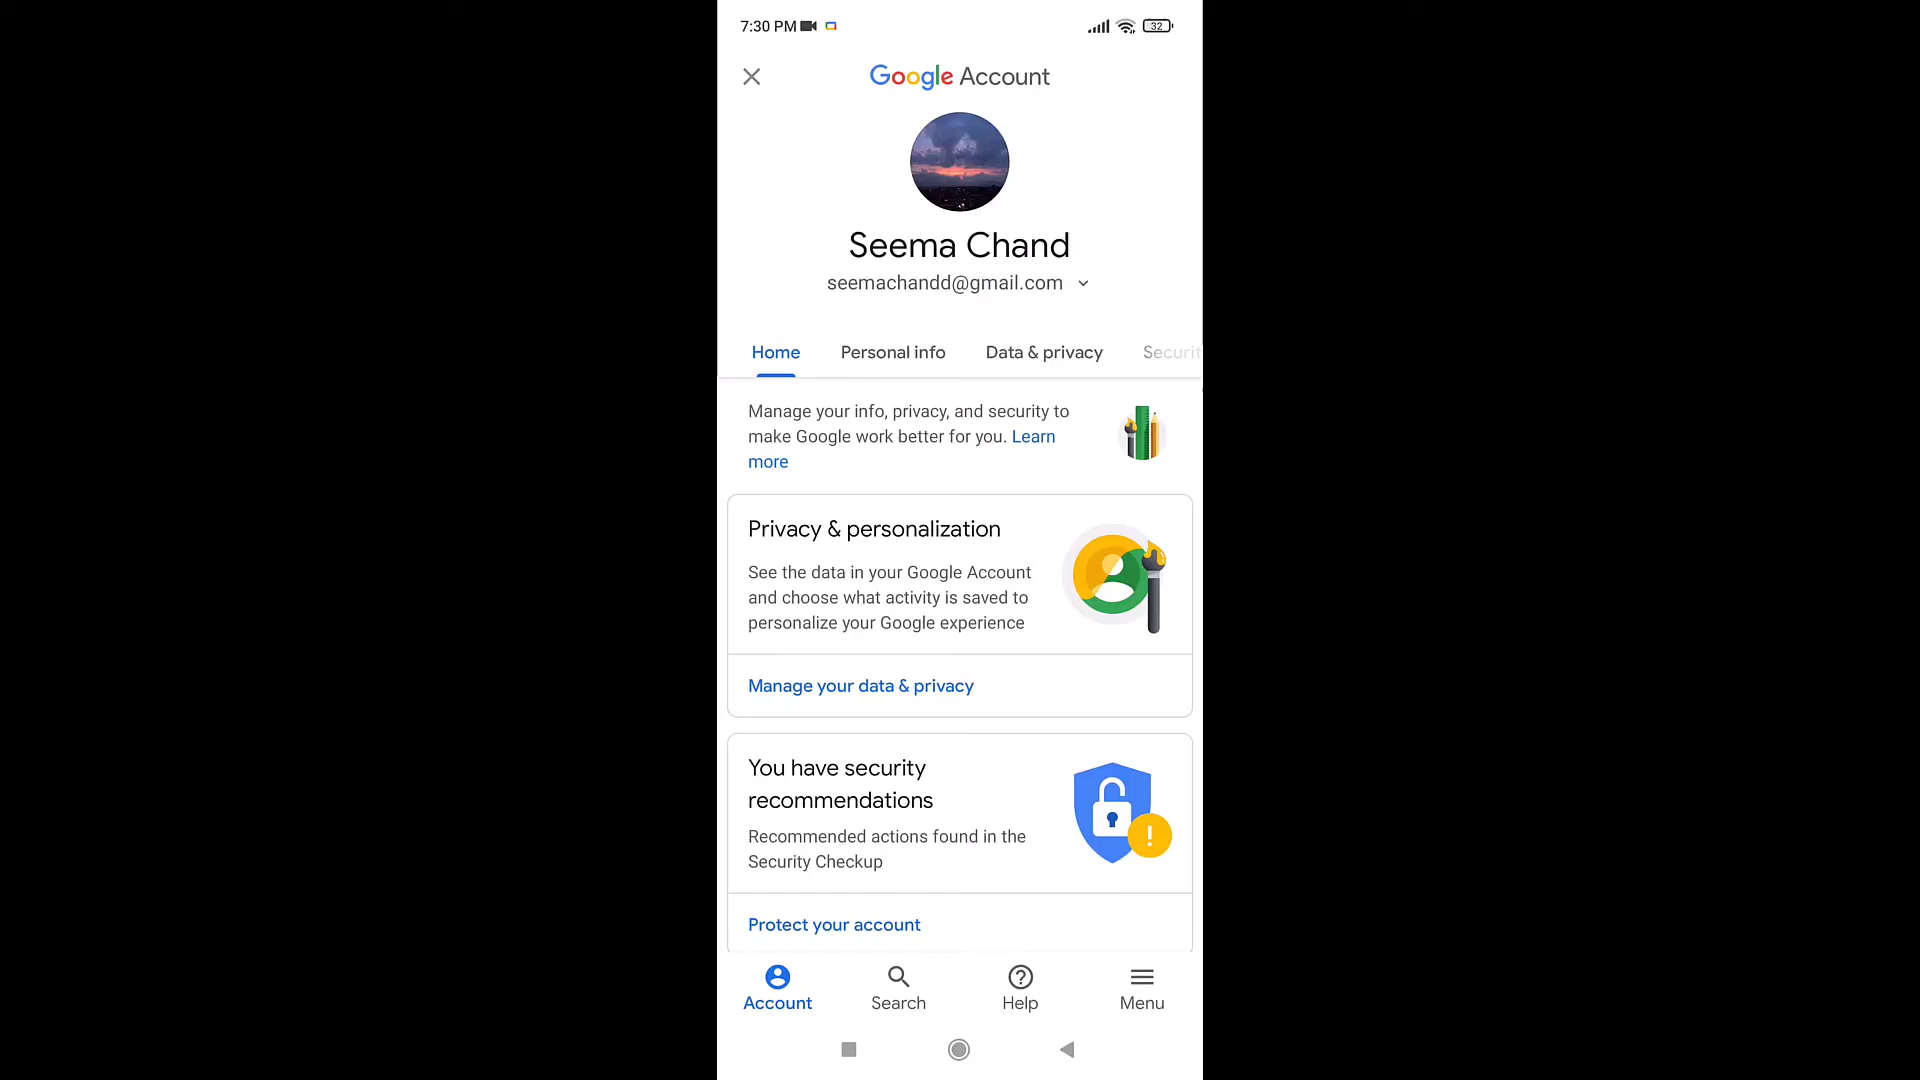 7:30 PM
32
Google Account
Seema Chand
seemachandd@gmail.com
Home Personal info Data & privacy Securit
Manage your info, privacy, and security to
make Google work better for you. Learn
more
Privacy & personalization
See the data in your Google Account
and choose what activity is saved to
personalize your Google experience
Manage your data & privacy
You have security
recommendations
Recommended actions found in the
Security Checkup
Protect your account
Account Search Help Menu